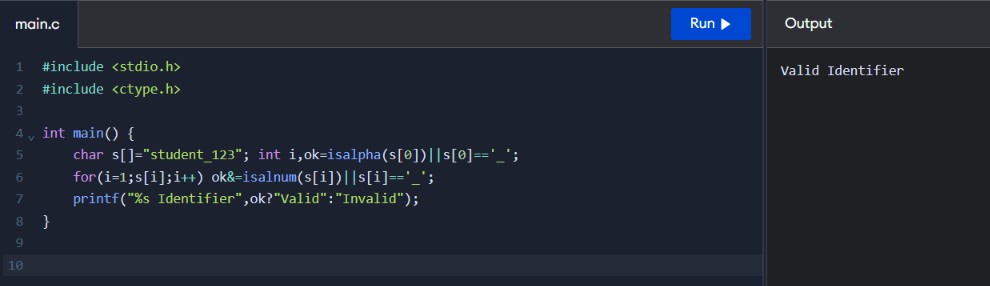 main.c
Run
Output
1 #include <stdio.h>
2 #include <ctype.h>
3
4 int main() {
5 char s[]="student_123"; int i,ok=isalpha(s[0])||s[0]=='_';
6 for(i=1;s[i];i++) ok&=isalnum(s[i])||s[i]=='_';
7 printf("%s Identifier",ok?"Valid":"Invalid");
8 }
9
10
Valid Identifier